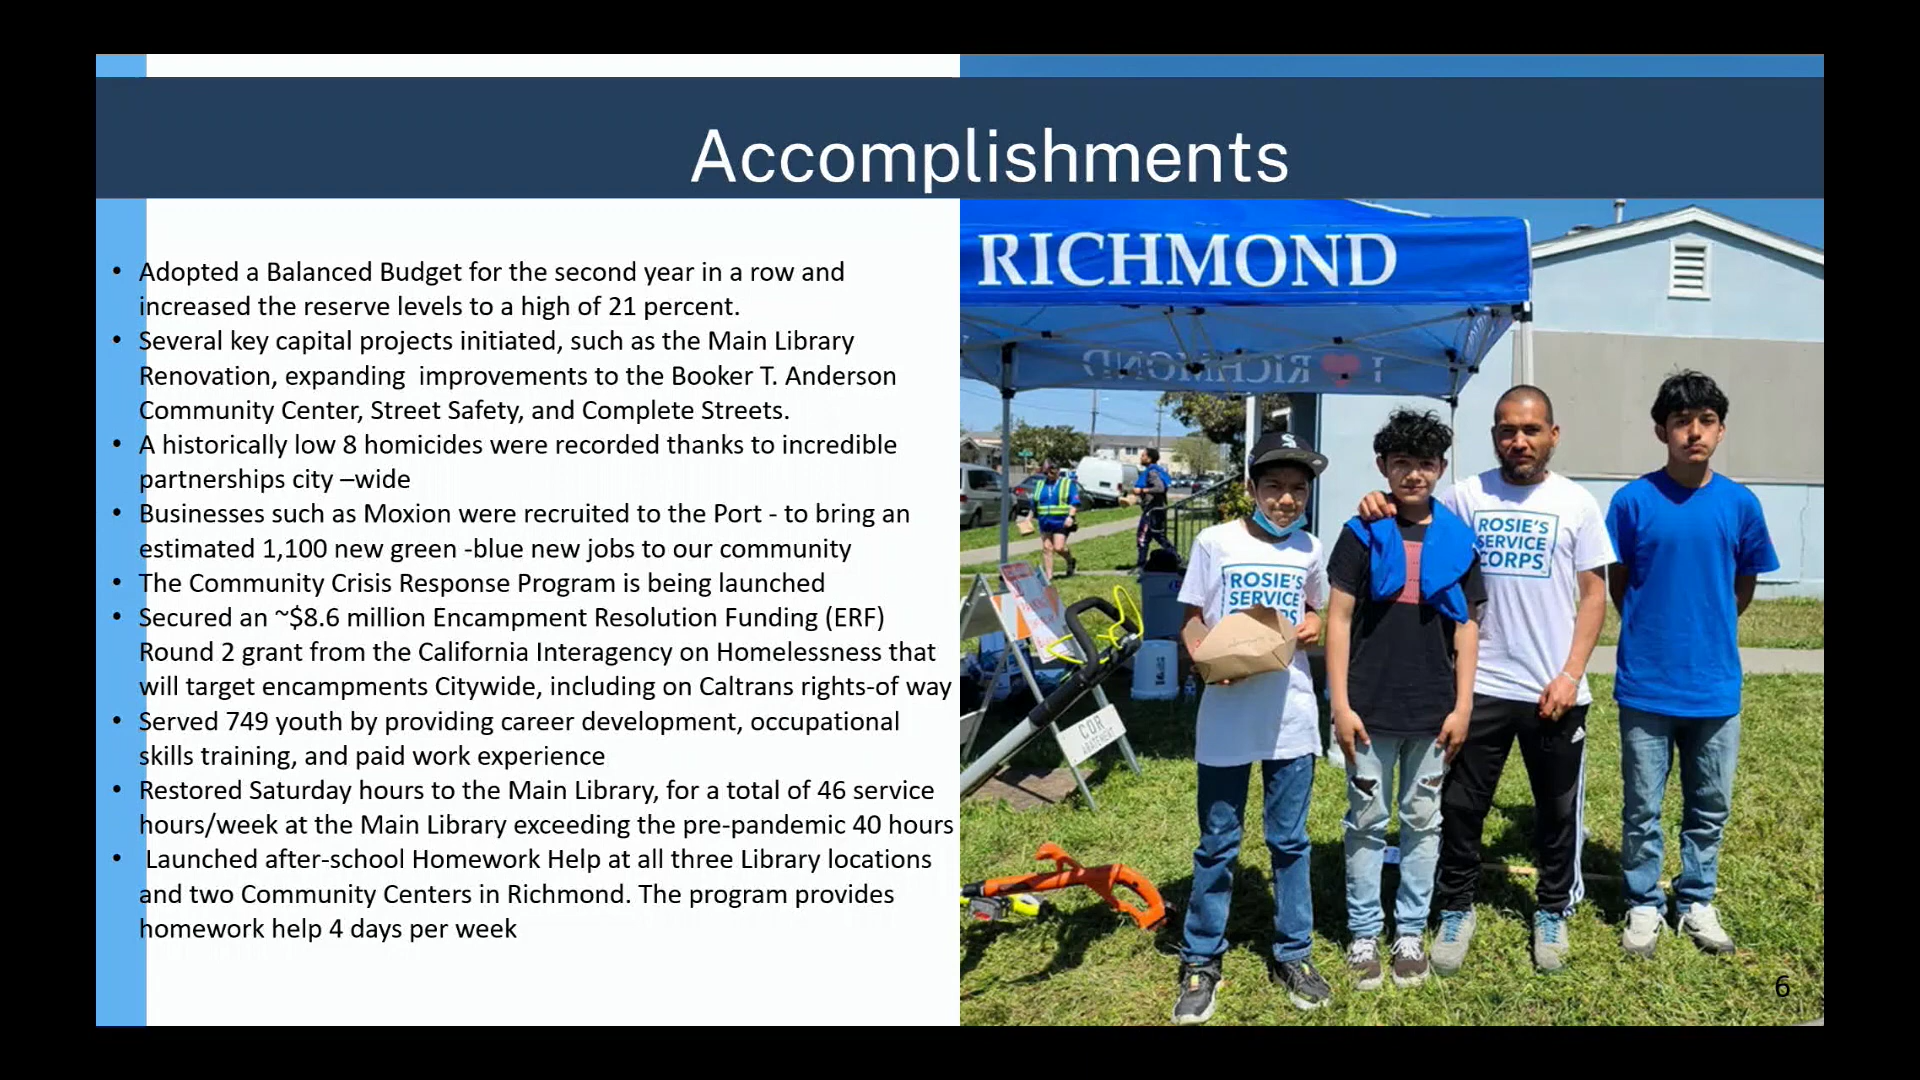 Accomplishments
• Adopted a Balanced Budget for the second year in a row and
increased the reserve levels to a high of 21 percent.
• Several key capital projects initiated, such as the Main Library
Renovation, expanding  improvements to the Booker T. Anderson
Community Center, Street Safety, and Complete Streets.
• A historically low 8 homicides were recorded thanks to incredible
partnerships city –wide
• Businesses such as Moxion were recruited to the Port - to bring an
estimated 1,100 new green -blue new jobs to our community
• The Community Crisis Response Program is being launched
• Secured an ~$8.6 million Encampment Resolution Funding (ERF)
Round 2 grant from the California Interagency on Homelessness that
will target encampments Citywide, including on Caltrans rights-of way
• Served 749 youth by providing career development, occupational
skills training, and paid work experience
• Restored Saturday hours to the Main Library, for a total of 46 service
hours/week at the Main Library exceeding the pre-pandemic 40 hours
• Launched after-school Homework Help at all three Library locations
and two Community Centers in Richmond. The program provides
homework help 4 days per week
RICHMOND
I ❤ RICHMOND
ROSIE'S
SERVICE
CORPS
ROSIE'S
SERVICE
COR
ABATEMENT
6